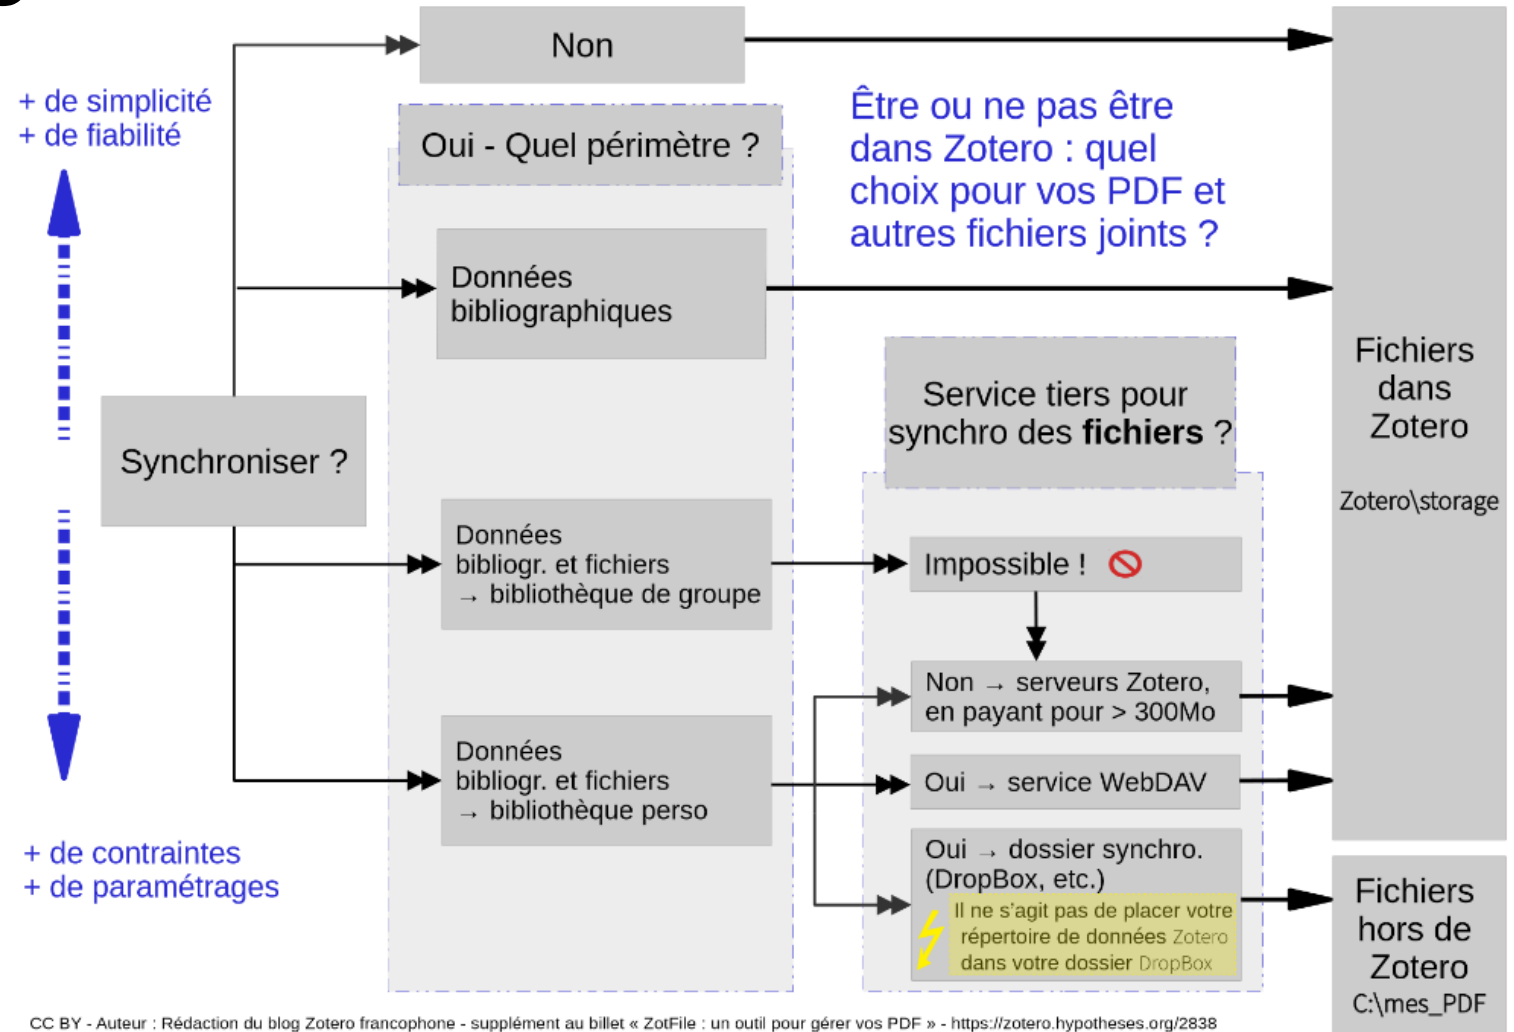 Non
+ de simplicité
+ de fiabilité
Oui - Quel périmètre ?
Être ou ne pas être
dans Zotero : quel
choix pour vos PDF et
autres fichiers joints ?
Données
bibliographiques
Synchroniser ?
Service tiers pour
synchro des fichiers ?
Fichiers
dans
Zotero
Zotero\storage
Données
bibliogr. et fichiers
→ bibliothèque de groupe
Impossible !
Non → serveurs Zotero,
en payant pour > 300Mo
Données
bibliogr. et fichiers
→ bibliothèque perso
Oui → service WebDAV
Oui → dossier synchro.
(DropBox, etc.)
Il ne s'agit pas de placer votre
répertoire de données Zotero
dans votre dossier DropBox
+ de contraintes
+ de paramétrages
Fichiers
hors de
Zotero
C:\mes_PDF
CC BY - Auteur : Rédaction du blog Zotero francophone - supplément au billet « ZotFile : un outil pour gérer vos PDF » - https://zotero.hypotheses.org/2838